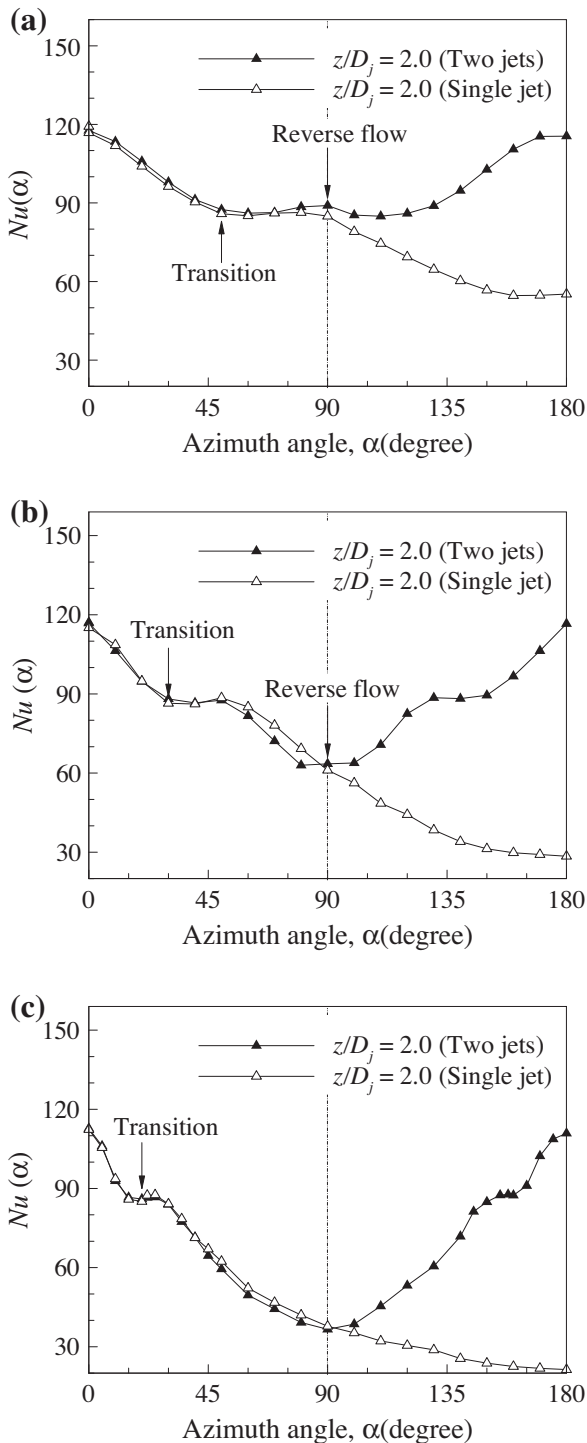 (a)
150
120
90
60
30
Nu(α)
z/Dj = 2.0 (Two jets)
z/Dj = 2.0 (Single jet)
Reverse flow
Transition
0 45 90 135 180
Azimuth angle, α(degree)
(b)
150
120
90
60
30
Nu (α)
z/Dj = 2.0 (Two jets)
z/Dj = 2.0 (Single jet)
Transition
Reverse flow
0 45 90 135 180
Azimuth angle, α(degree)
(c)
150
120
90
60
30
Nu (α)
z/Dj = 2.0 (Two jets)
z/Dj = 2.0 (Single jet)
Transition
0 45 90 135 180
Azimuth angle, α(degree)